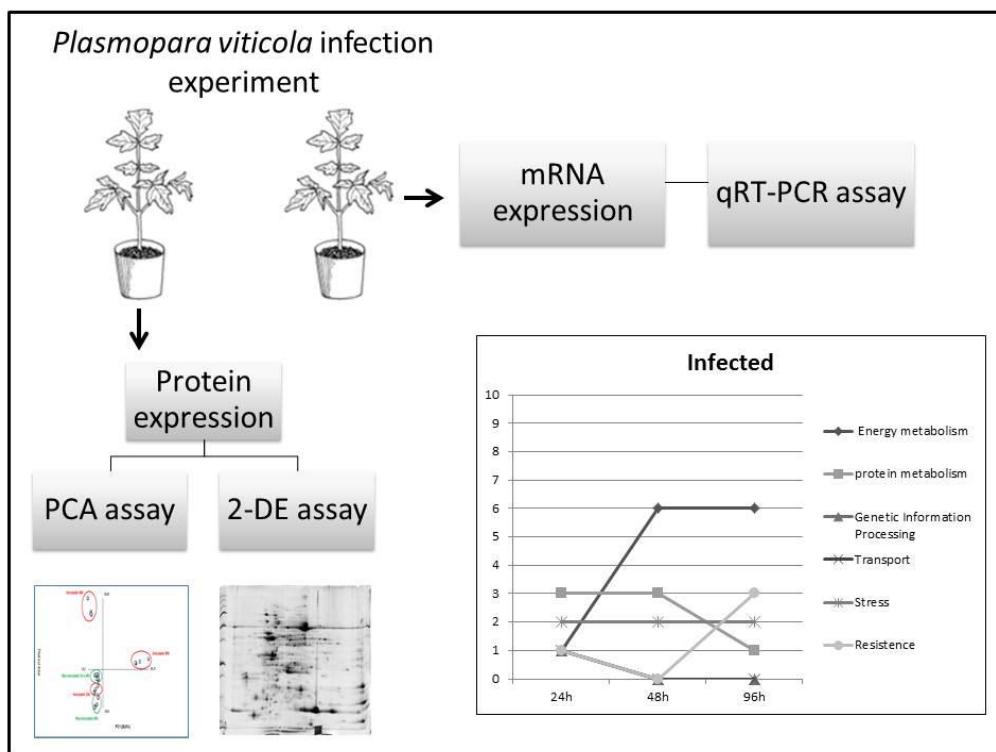 Plasmopara viticola infection
experiment
mRNA
expression
qRT-PCR assay
Protein
expression
PCA assay
2-DE assay
Infected
10
9
8
7
6
5
4
3
2
1
0
24h
48h
96h
Energy metabolism
protein metabolism
Genetic Information
Processing
Transport
Stress
Resistence